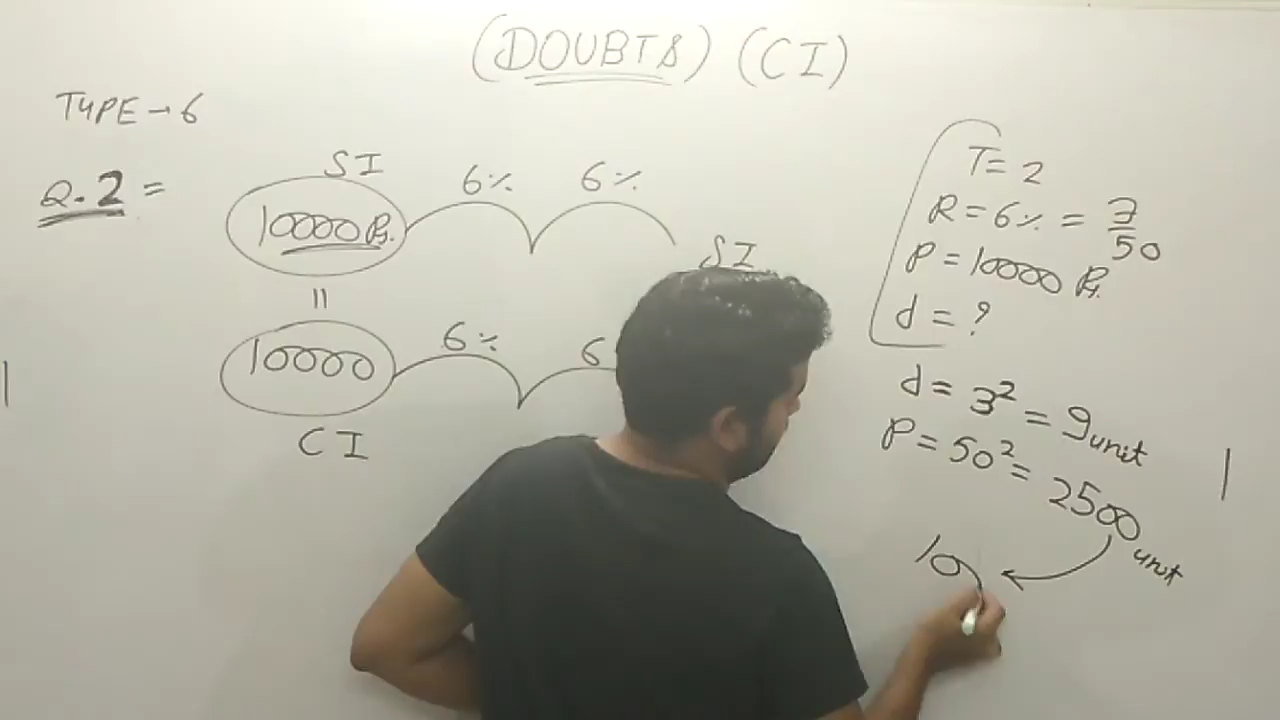 (DOUBTS) (CI)
TYPE → 6
Q.2 =
SI
10000 Rs.
6% 6%
SI
=
10000
6% 6
CI
T = 2
R = 6% = 3/50
P = 10000 Rs.
d = ?
d = 3² = 9 unit
P = 50² = 2500 unit
10